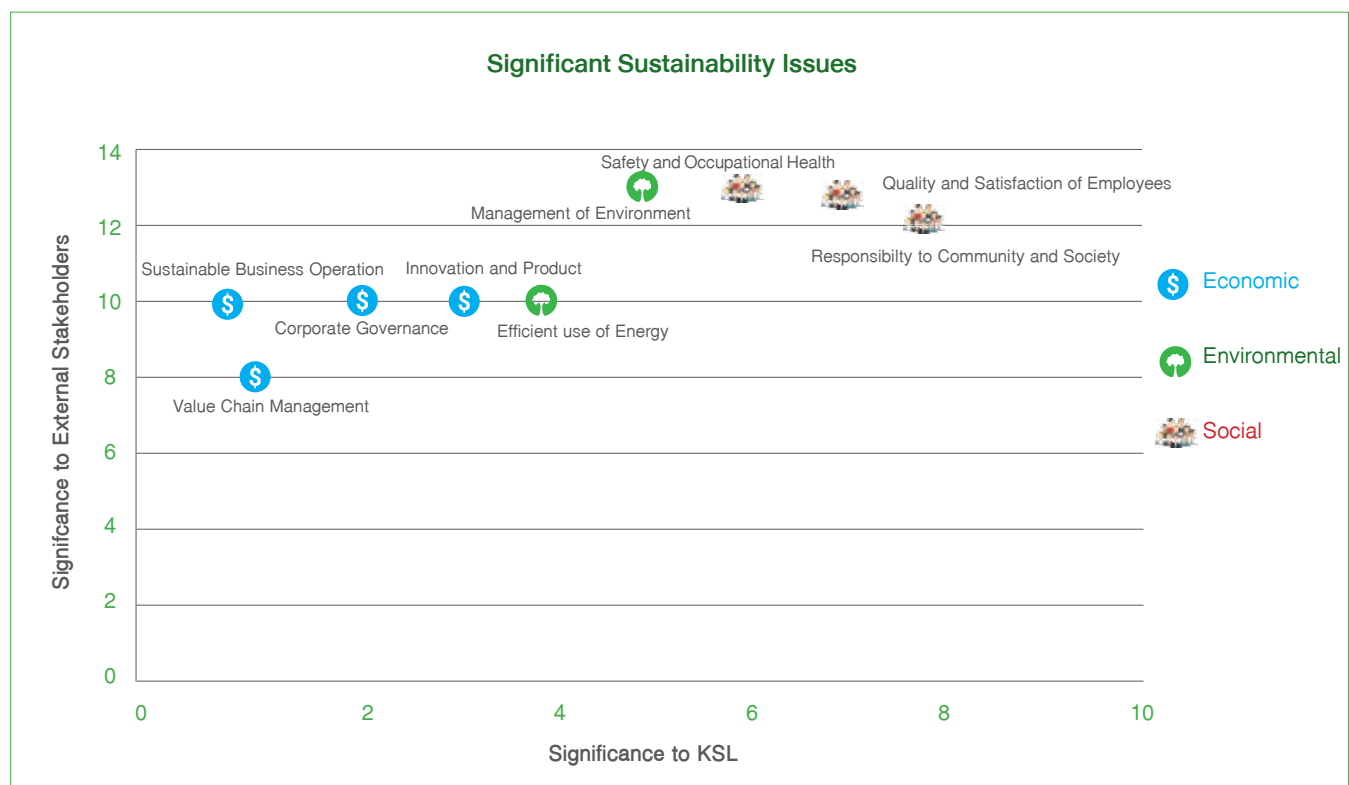 Significant Sustainability Issues
14
Safety and Occupational Health
Quality and Satisfaction of Employees
Management of Environment
12
Responsibilty to Community and Society
Sustainable Business Operation
Innovation and Product
Economic
10
Corporate Governance
Efficient use of Energy
Environmental
8
Value Chain Management
Social
6
4
2
0
Signifcance to External Stakeholders
0 2 4 6 8 10
Significance to KSL